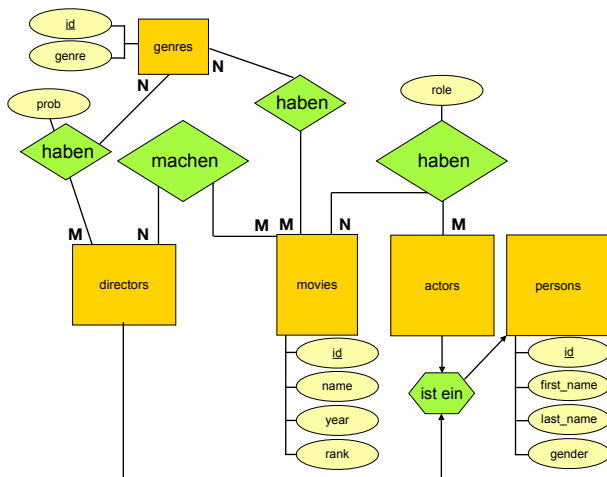 id
genre
genres
N
N
prob
haben
machen
haben
role
haben
M
N
M
M
N
M
directors
movies
actors
persons
id
name
year
rank
ist ein
id
first_name
last_name
gender